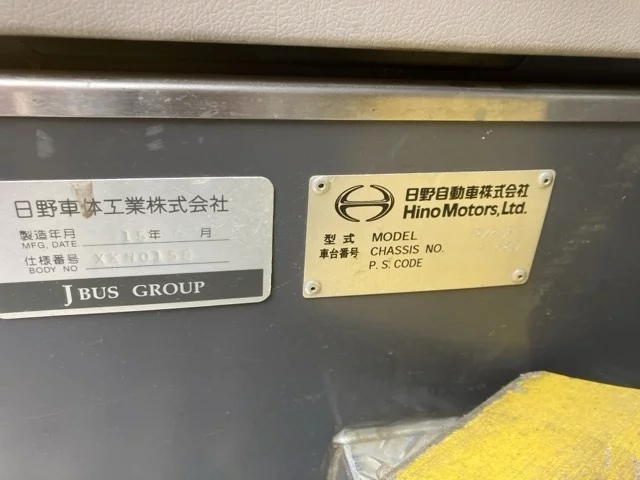 日野車体工業株式会社
製造年月 年 月
MFG. DATE
仕様番号
BODY NO
J BUS GROUP
日野自動車株式会社
Hino Motors, Ltd.
型式 MODEL
車台番号 CHASSIS NO.
P. S. CODE